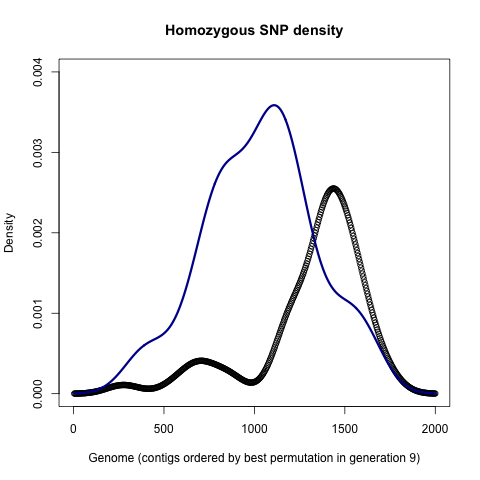 Homozygous SNP density
Density
0.004
0.003
0.002
0.001
0.000
0 500 1000 1500 2000
Genome (contigs ordered by best permutation in generation 9)